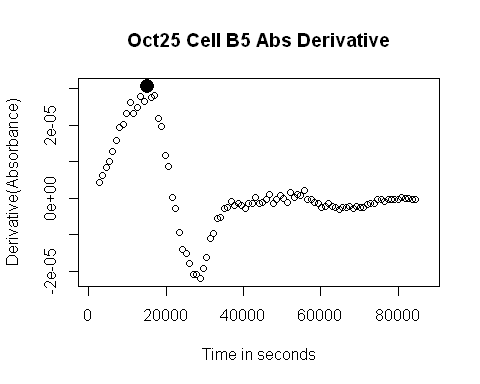 Oct25 Cell B5 Abs Derivative
Derivative(Absorbance)
2e-05
0e+00
-2e-05
0 20000 40000 60000 80000
Time in seconds